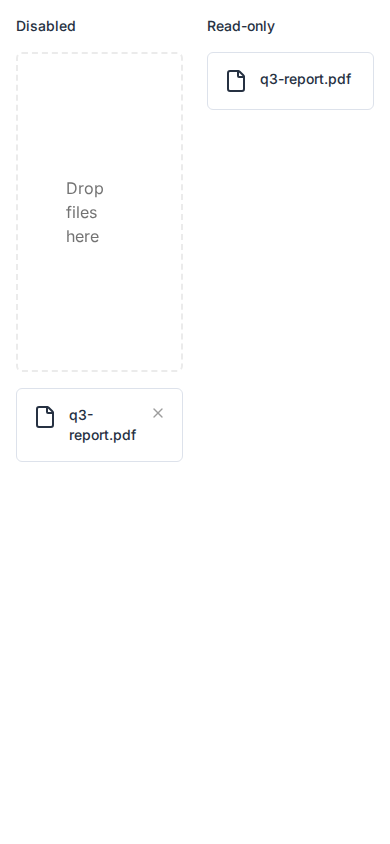 Disabled
Drop
files
here
q3-
report.pdf
Read-only
q3-report.pdf